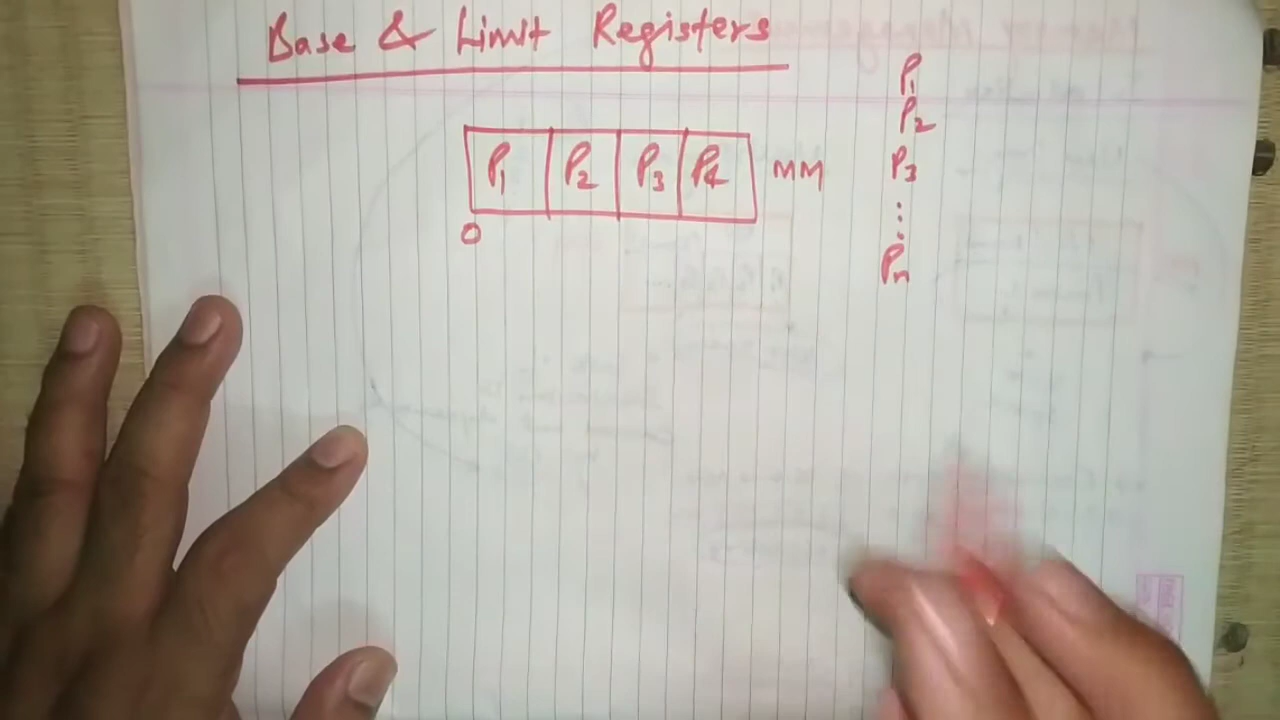 Base & Limit Registers
P1
P2
P3
⋮
Pn
P1 P2 P3 P4 MM
0